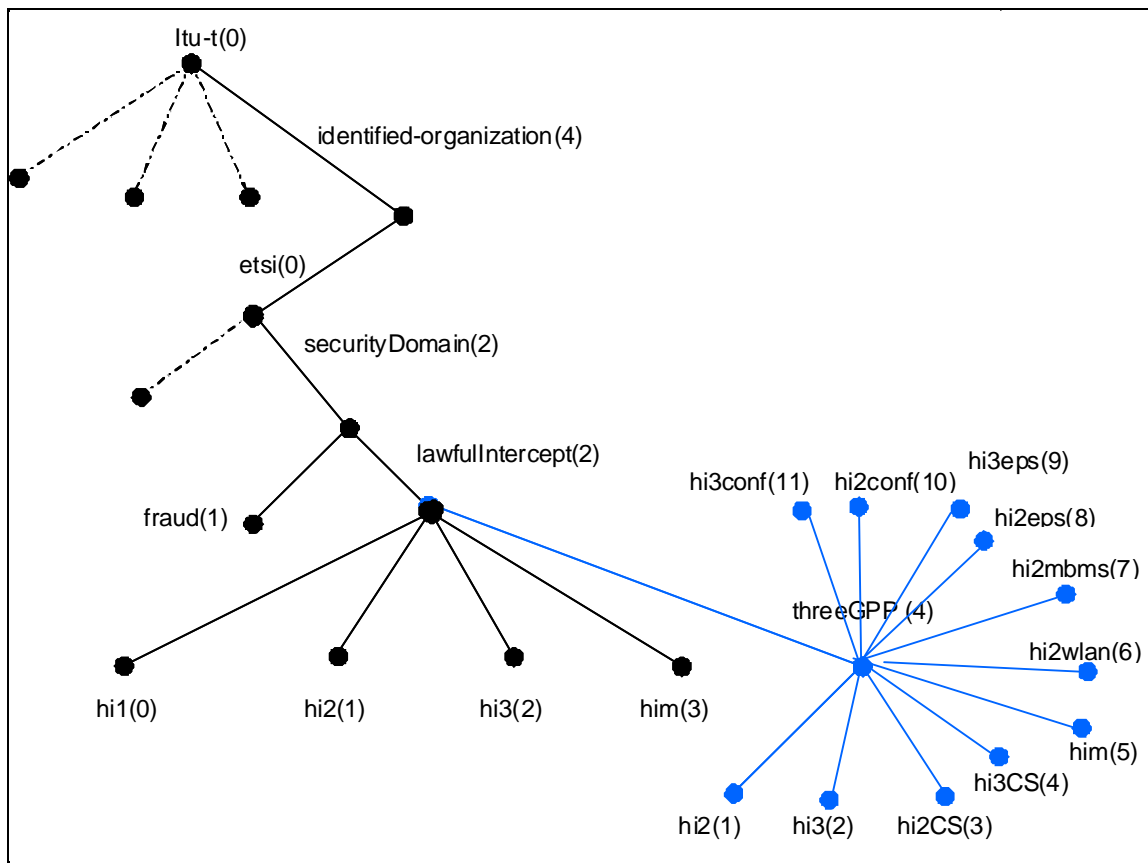 Itu-t(0)
identified-organization(4)
etsi(0)
securityDomain(2)
lawfulIntercept(2)
fraud(1)
hi1(0)
hi2(1)
hi3(2)
him(3)
threeGPP (4)
hi3conf(11)
hi2conf(10)
hi3eps(9)
hi2eps(8)
hi2mbms(7)
hi2wlan(6)
him(5)
hi3CS(4)
hi2CS(3)
hi3(2)
hi2(1)